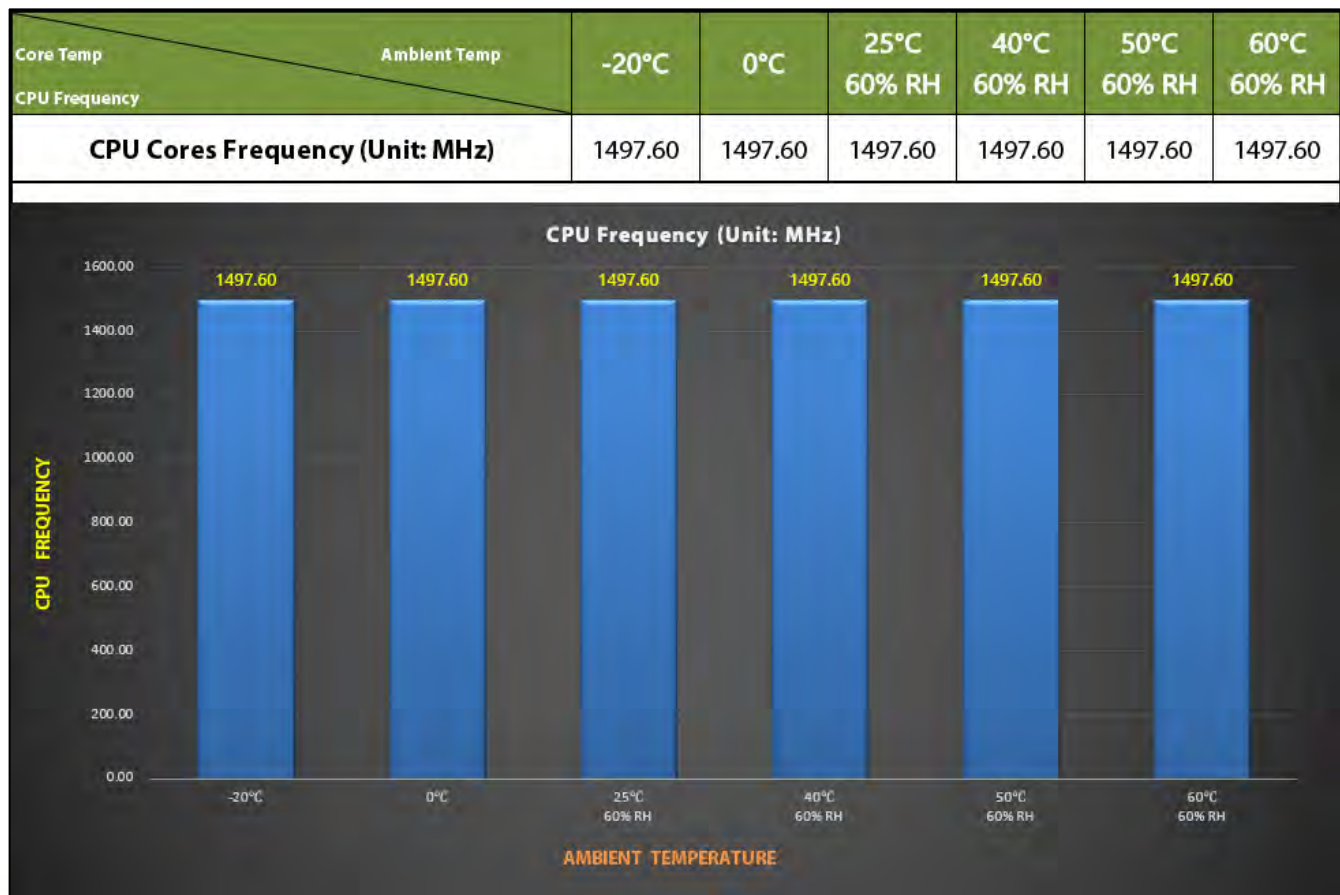 Core Temp Ambient Temp
CPU Frequency
-20°C 0°C 25°C 40°C 50°C 60°C
60% RH 60% RH 60% RH 60% RH
CPU Cores Frequency (Unit: MHz) 1497.60 1497.60 1497.60 1497.60 1497.60 1497.60
CPU Frequency (Unit: MHz)
1600.00
1497.60 1497.60 1497.60 1497.60 1497.60 1497.60
1400.00
1200.00
1000.00
800.00
600.00
400.00
200.00
0.00
CPU FREQUENCY
-20°C 0°C 25°C 40°C 50°C 60°C
60% RH 60% RH 60% RH 60% RH
AMBIENT TEMPERATURE